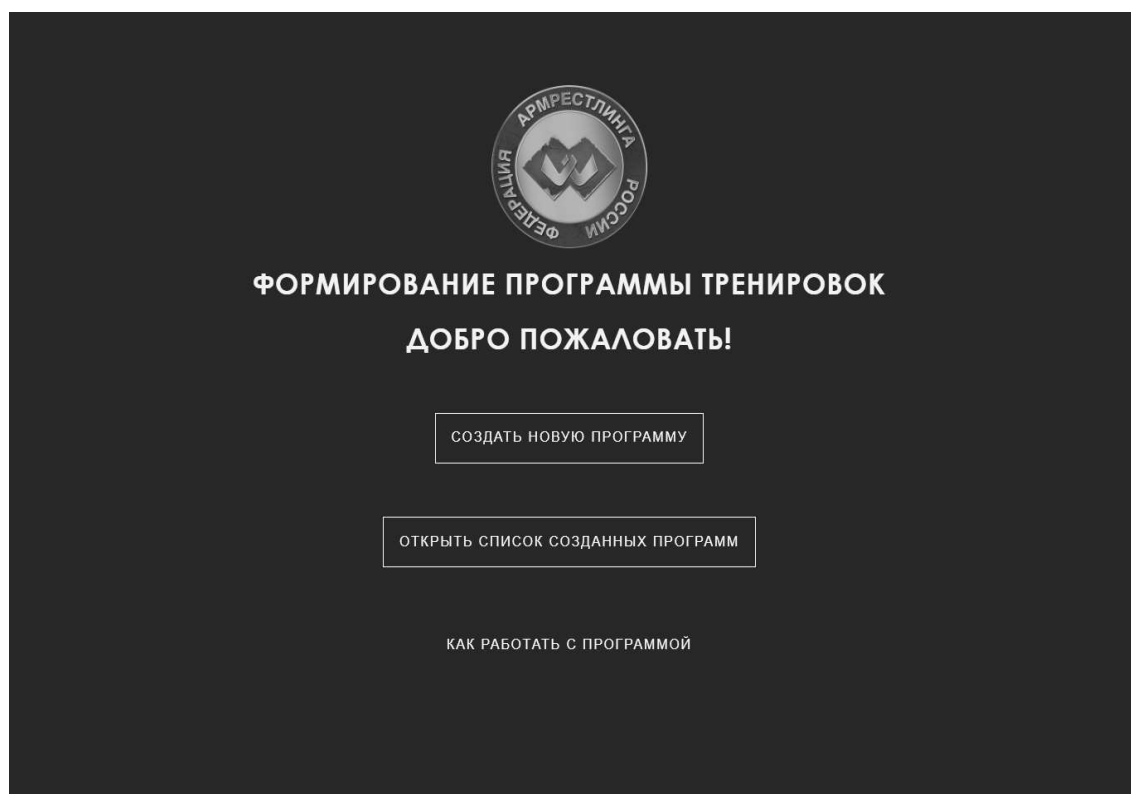 ФЕДЕРАЦИЯ АРМРЕСТЛИНГА РОССИИ
ФОРМИРОВАНИЕ ПРОГРАММЫ ТРЕНИРОВОК
ДОБРО ПОЖАЛОВАТЬ!
СОЗДАТЬ НОВУЮ ПРОГРАММУ
ОТКРЫТЬ СПИСОК СОЗДАННЫХ ПРОГРАММ
КАК РАБОТАТЬ С ПРОГРАММОЙ